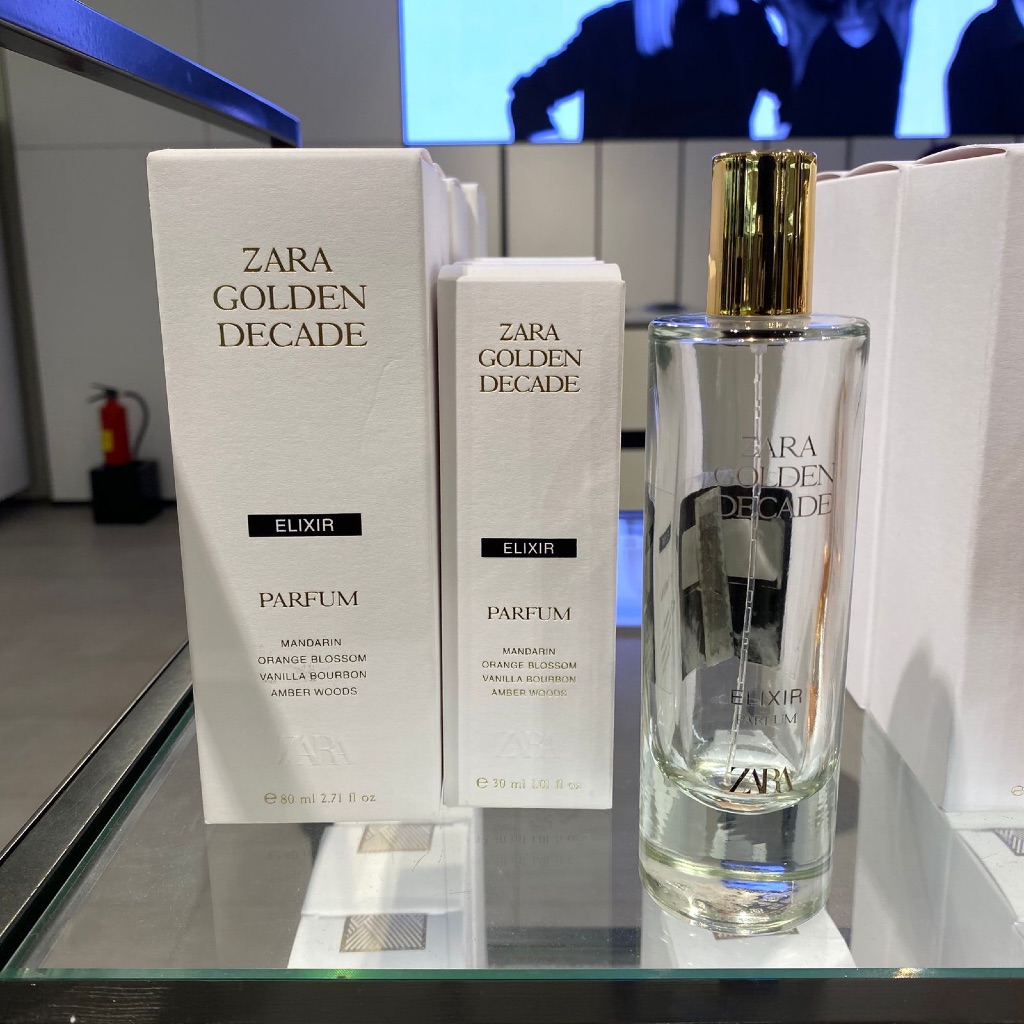 ZARA
GOLDEN
DECADE
ELIXIR
PARFUM
MANDARIN
ORANGE BLOSSOM
VANILLA BOURBON
AMBER WOODS
ZARA
℮ 80 ml 2.71 fl oz
ZARA
GOLDEN
DECADE
ELIXIR
PARFUM
MANDARIN
ORANGE BLOSSOM
VANILLA BOURBON
AMBER WOODS
ZARA
℮ 30 ml 1.01 fl oz
ZARA
GOLDEN
DECADE
ELIXIR
PARFUM
ZARA